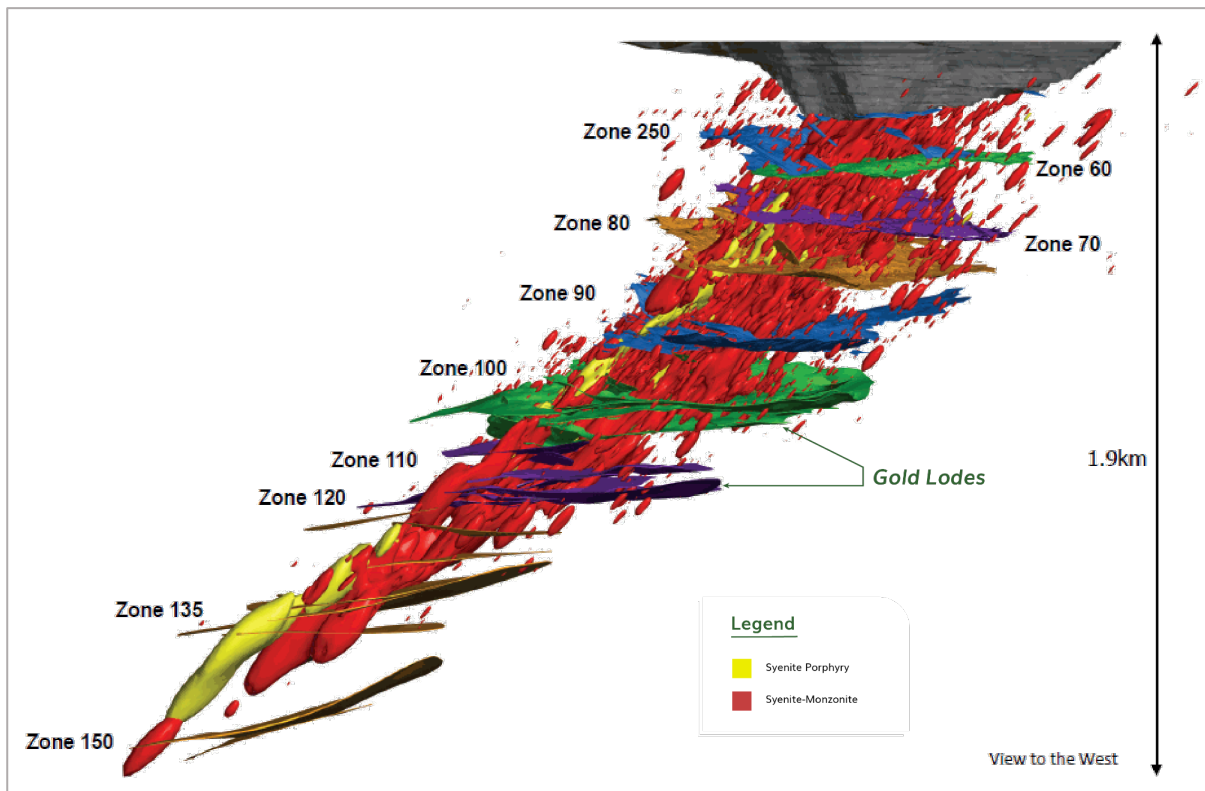 Zone 250
Zone 60
Zone 80
Zone 70
Zone 90
Zone 100
Zone 110
1.9km
Gold Lodes
Zone 120
Zone 135
Legend
Syenite Porphyry
Syenite-Monzonite
Zone 150
View to the West